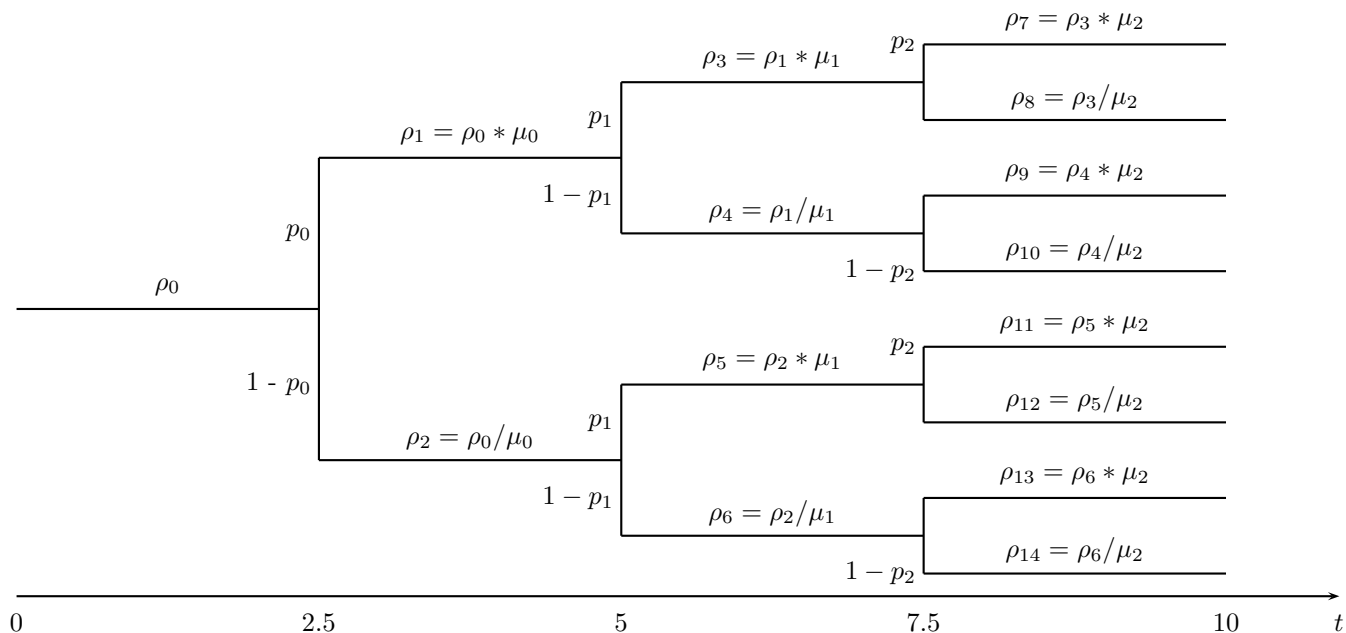 ρ₇ = ρ₃ * μ₂
p₂
ρ₃ = ρ₁ * μ₁
ρ₈ = ρ₃/μ₂
p₁
ρ₁ = ρ₀ * μ₀
ρ₉ = ρ₄ * μ₂
1 − p₁
ρ₄ = ρ₁/μ₁
p₀
ρ₁₀ = ρ₄/μ₂
1 − p₂
ρ₀
ρ₁₁ = ρ₅ * μ₂
p₂
ρ₅ = ρ₂ * μ₁
1 - p₀
ρ₁₂ = ρ₅/μ₂
p₁
ρ₂ = ρ₀/μ₀
ρ₁₃ = ρ₆ * μ₂
1 − p₁
ρ₆ = ρ₂/μ₁
ρ₁₄ = ρ₆/μ₂
1 − p₂
0 2.5 5 7.5 10 t